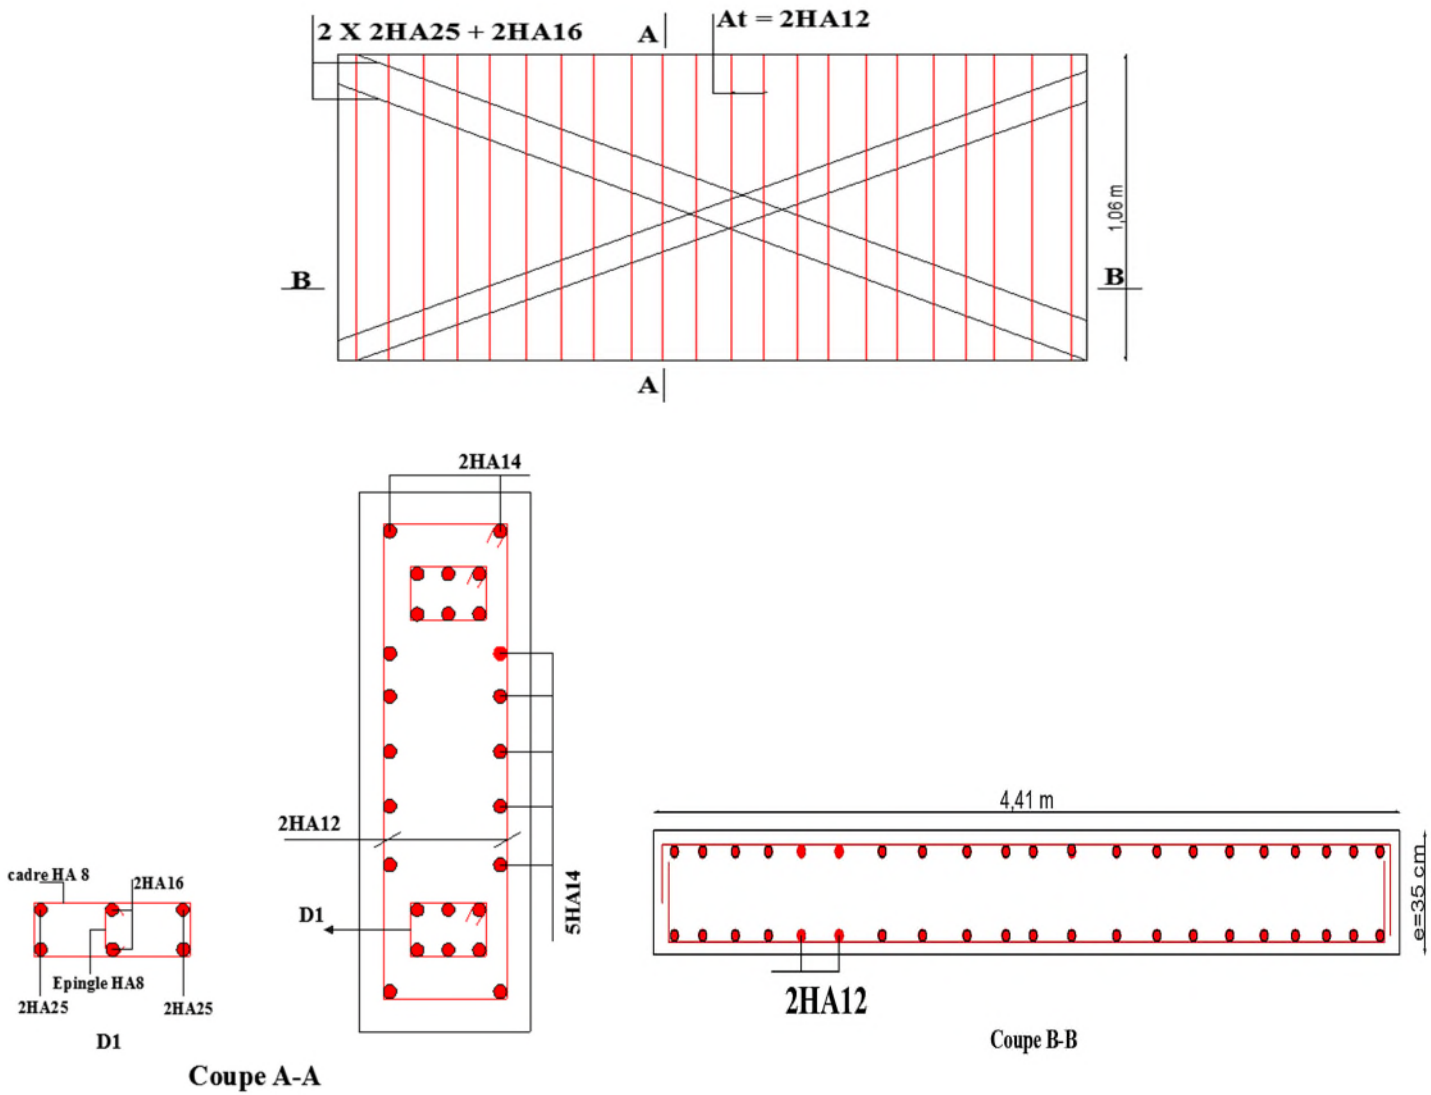 2 X 2HA25 + 2HA16
A
At = 2HA12
1,06 m
B
B
A
2HA14
2HA12
cadre HA 8
2HA16
D1
5HA14
Epingle HA8
2HA25
2HA25
D1
Coupe A-A
4,41 m
e=35 cm
2HA12
Coupe B-B